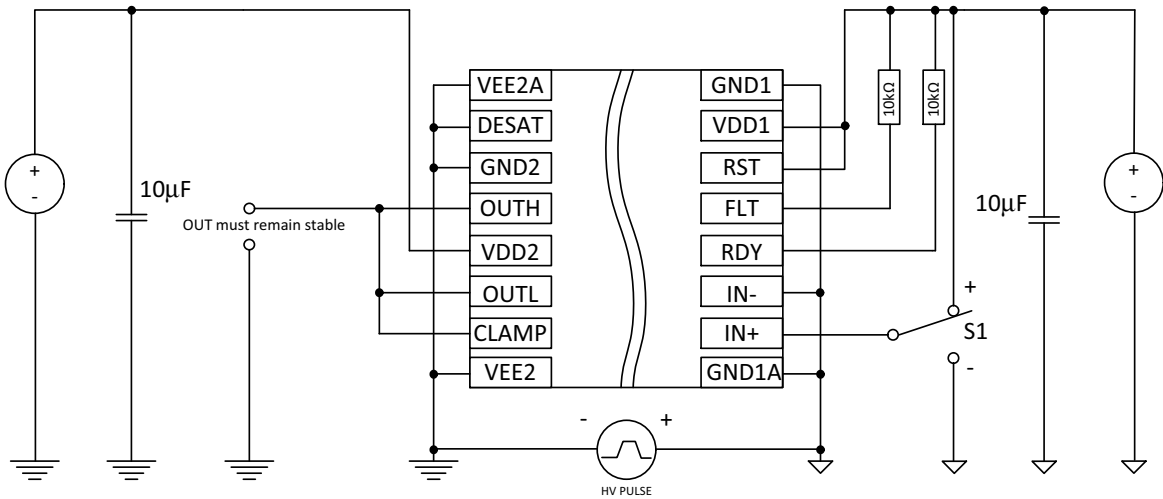 VEE2A
DESAT
GND2
OUTH
VDD2
OUTL
CLAMP
VEE2
GND1
VDD1
RST
FLT
RDY
IN-
IN+
GND1A
+
-
10μF
OUT must remain stable
10kΩ
10kΩ
10μF
+
-
+
S1
-
-
+
HV PULSE